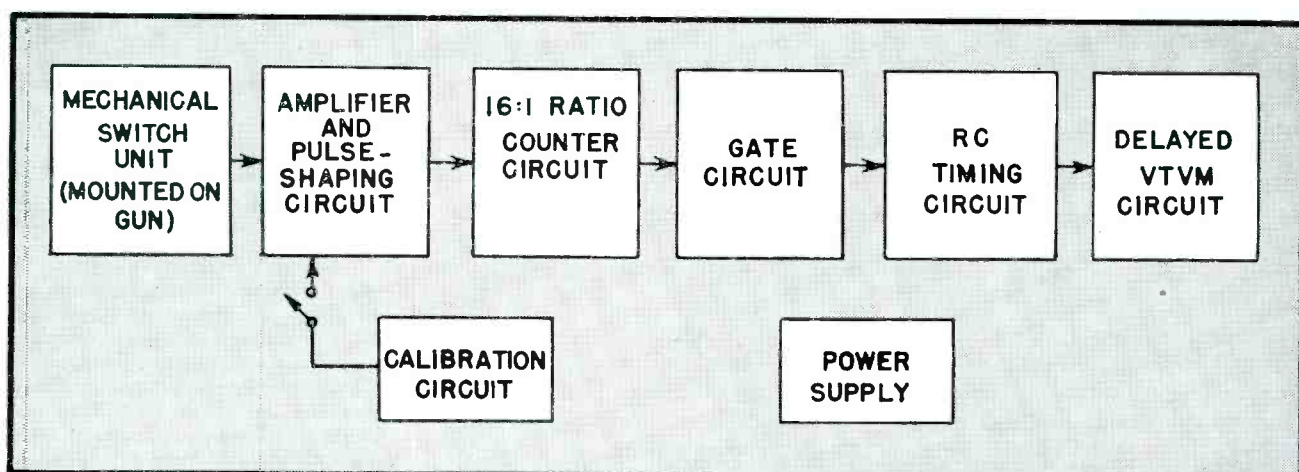 MECHANICAL
SWITCH
UNIT
(MOUNTED ON
GUN)
AMPLIFIER
AND
PULSE-
SHAPING
CIRCUIT
16:1 RATIO
COUNTER
CIRCUIT
GATE
CIRCUIT
RC
TIMING
CIRCUIT
DELAYED
VTVM
CIRCUIT
CALIBRATION
CIRCUIT
POWER
SUPPLY